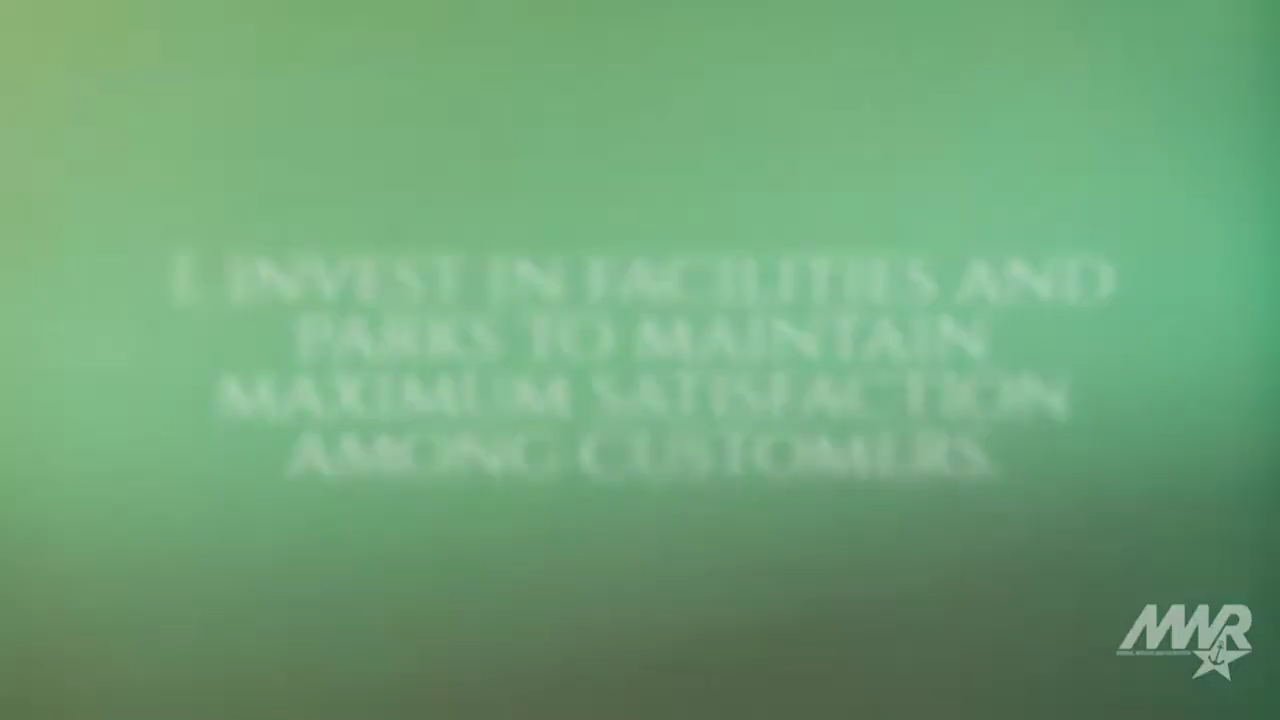 INVEST IN FACILITIES AND
PARKS TO MAINTAIN
MAXIMUM SATISFACTION
AMONG CUSTOMERS
MWR